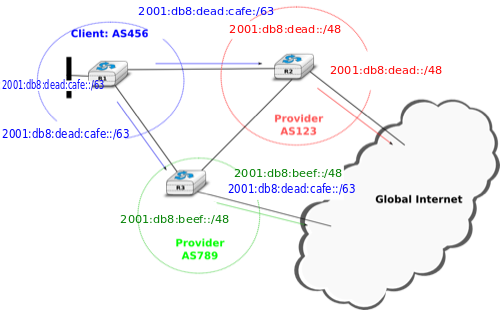 2001:db8:dead:cafe:/63
Client: AS456
2001:db8:dead::/48
R1
R2
2001:db8:dead::/48
2001:db8:dead:cafe::/63
Provider
AS123
2001:db8:dead:cafe::/63
2001:db8:beef::/48
R3
2001:db8:dead:cafe::/63
Global Internet
2001:db8:beef::/48
Provider
AS789